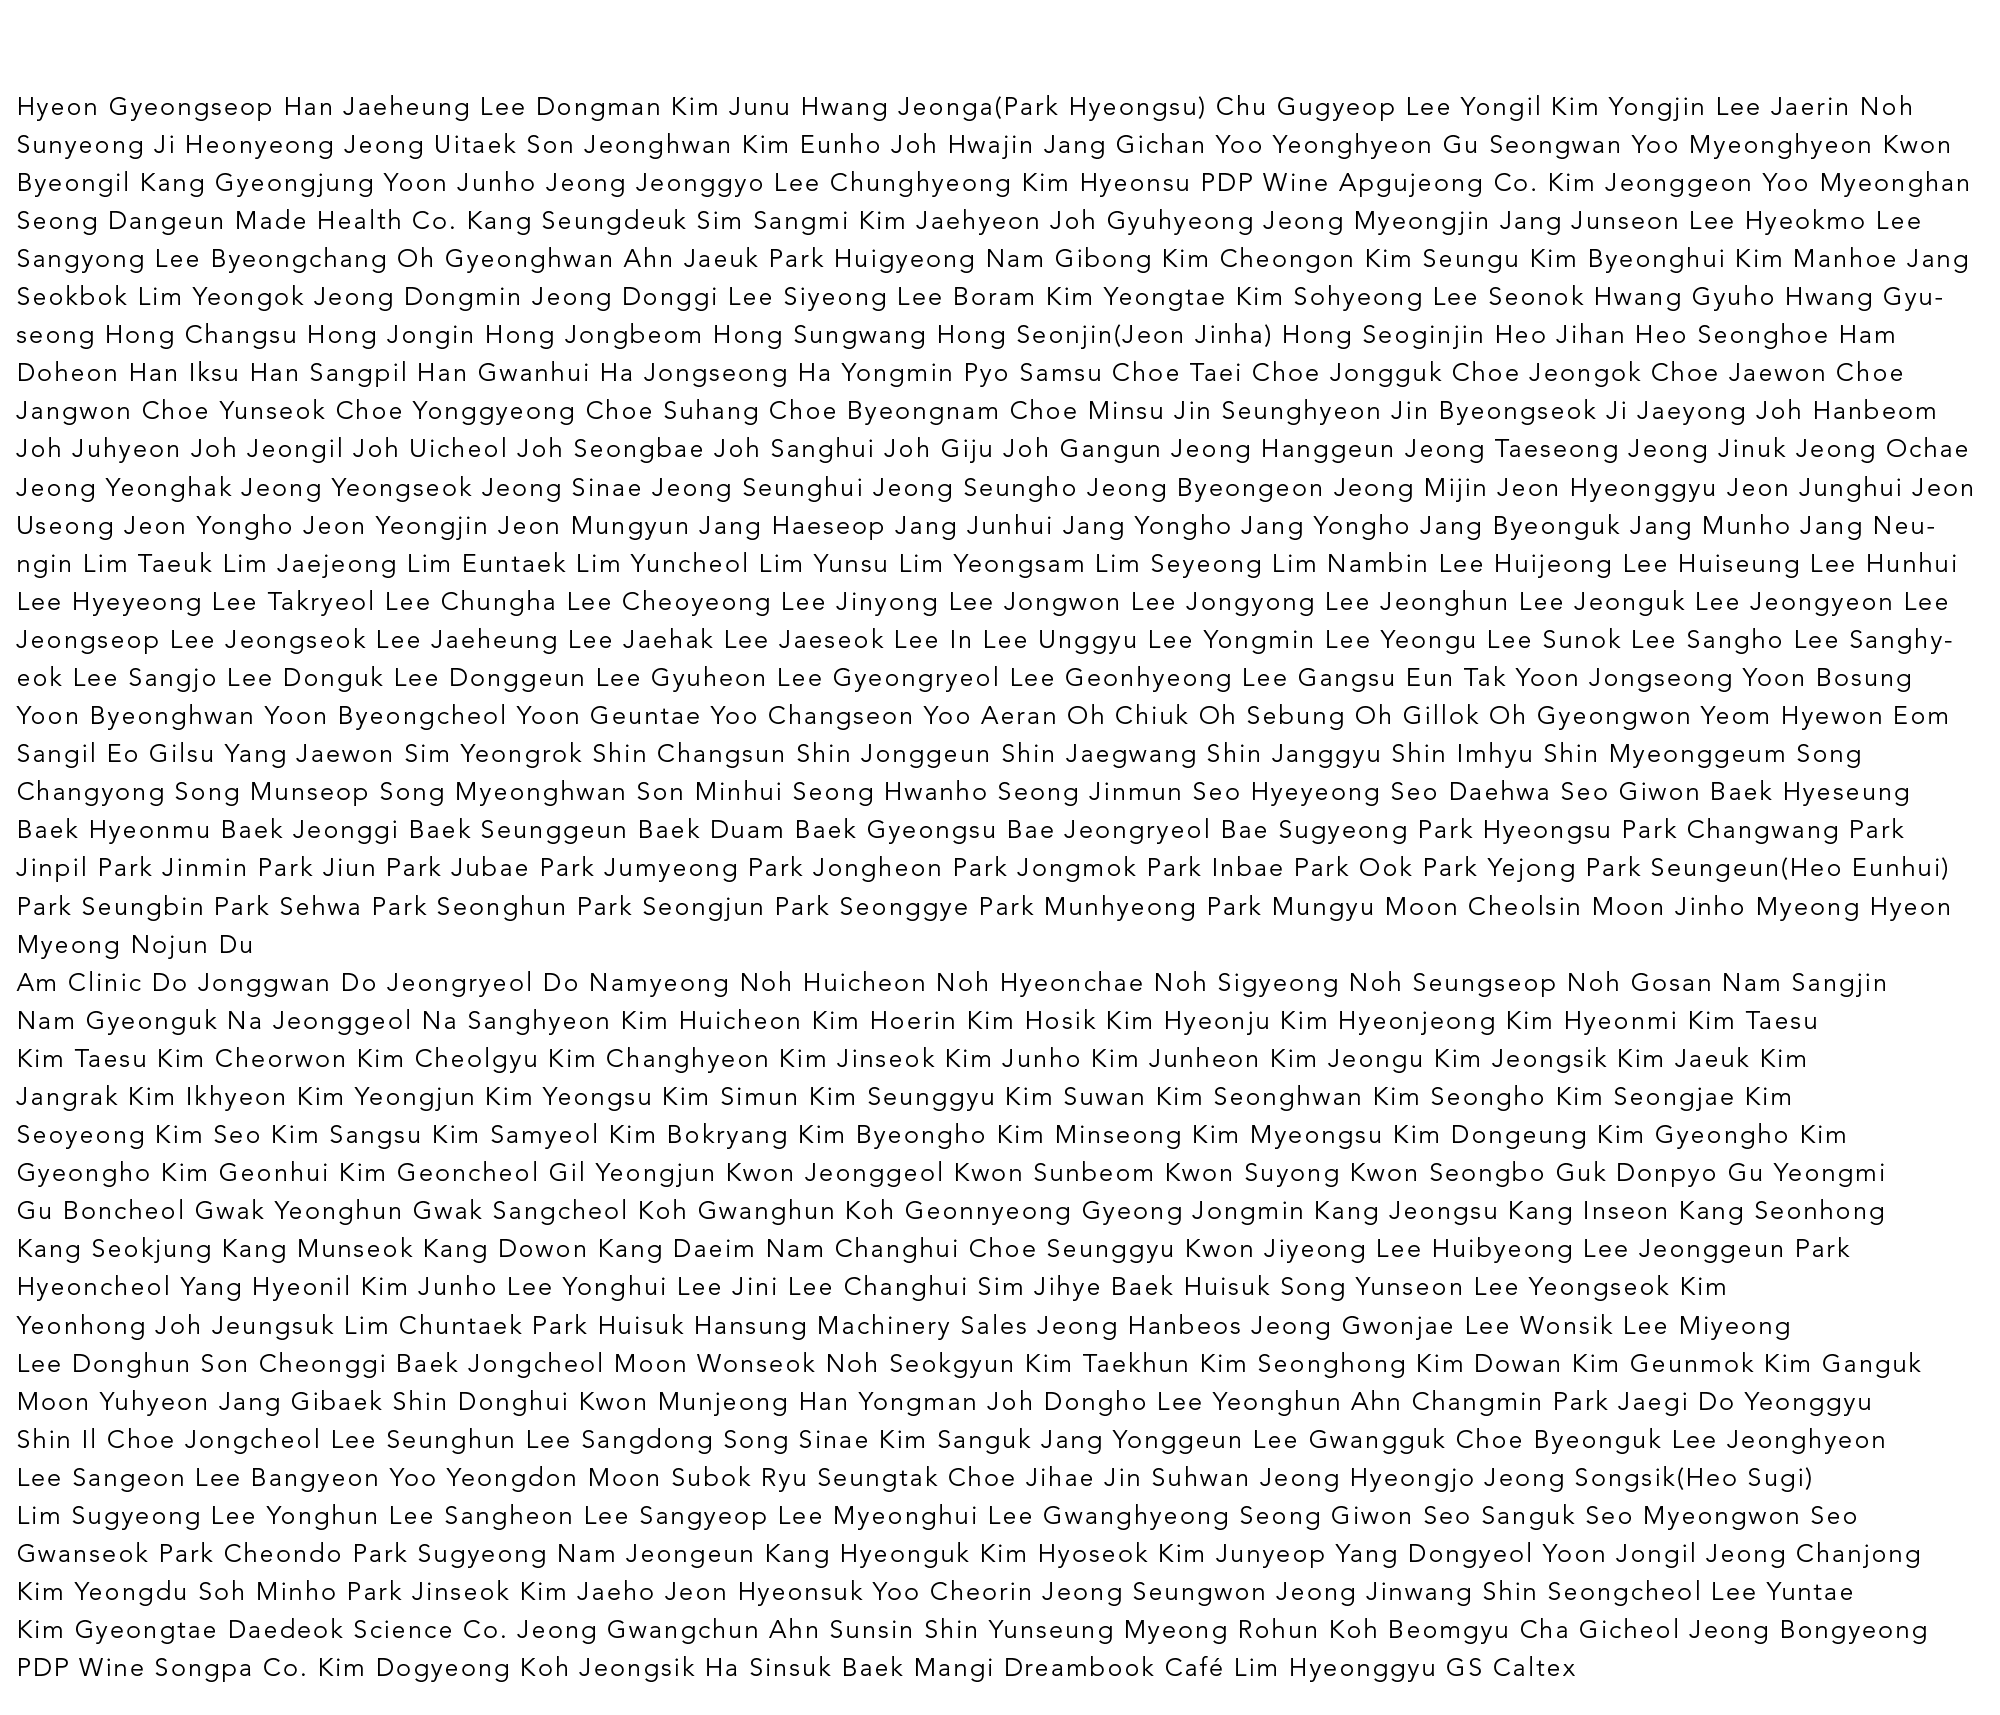 Hyeon Gyeongseop Han Jaeheung Lee Dongman Kim Junu Hwang Jeonga(Park Hyeongsu) Chu Gugyeop Lee Yongil Kim Yongjin Lee Jaerin Noh
Sunyeong Ji Heonyeong Jeong Uitaek Son Jeonghwan Kim Eunho Joh Hwajin Jang Gichan Yoo Yeonghyeon Gu Seongwan Yoo Myeonghyeon Kwon
Byeongil Kang Gyeongjung Yoon Junho Jeong Jeonggyo Lee Chunghyeong Kim Hyeonsu PDP Wine Apgujeong Co. Kim Jeonggeon Yoo Myeonghan
Seong Dangeun Made Health Co. Kang Seungdeuk Sim Sangmi Kim Jaehyeon Joh Gyuhyeong Jeong Myeongjin Jang Junseon Lee Hyeokmo Lee
Sangyong Lee Byeongchang Oh Gyeonghwan Ahn Jaeuk Park Huigyeong Nam Gibong Kim Cheongon Kim Seungu Kim Byeonghui Kim Manhoe Jang
Seokbok Lim Yeongok Jeong Dongmin Jeong Donggi Lee Siyeong Lee Boram Kim Yeongtae Kim Sohyeong Lee Seonok Hwang Gyuho Hwang Gyu-
seong Hong Changsu Hong Jongin Hong Jongbeom Hong Sungwang Hong Seonjin(Jeon Jinha) Hong Seoginjin Heo Jihan Heo Seonghoe Ham
Doheon Han Iksu Han Sangpil Han Gwanhui Ha Jongseong Ha Yongmin Pyo Samsu Choe Taei Choe Jongguk Choe Jeongok Choe Jaewon Choe
Jangwon Choe Yunseok Choe Yonggyeong Choe Suhang Choe Byeongnam Choe Minsu Jin Seunghyeon Jin Byeongseok Ji Jaeyong Joh Hanbeom
Joh Juhyeon Joh Jeongil Joh Uicheol Joh Seongbae Joh Sanghui Joh Giju Joh Gangun Jeong Hanggeun Jeong Taeseong Jeong Jinuk Jeong Ochae
Jeong Yeonghak Jeong Yeongseok Jeong Sinae Jeong Seunghui Jeong Seungho Jeong Byeongeon Jeong Mijin Jeon Hyeonggyu Jeon Junghui Jeon
Useong Jeon Yongho Jeon Yeongjin Jeon Mungyun Jang Haeseop Jang Junhui Jang Yongho Jang Yongho Jang Byeonguk Jang Munho Jang Neu-
ngin Lim Taeuk Lim Jaejeong Lim Euntaek Lim Yuncheol Lim Yunsu Lim Yeongsam Lim Seyeong Lim Nambin Lee Huijeong Lee Huiseung Lee Hunhui
Lee Hyeyeong Lee Takryeol Lee Chungha Lee Cheoyeong Lee Jinyong Lee Jongwon Lee Jongyong Lee Jeonghun Lee Jeonguk Lee Jeongyeon Lee
Jeongseop Lee Jeongseok Lee Jaeheung Lee Jaehak Lee Jaeseok Lee In Lee Unggyu Lee Yongmin Lee Yeongu Lee Sunok Lee Sangho Lee Sanghy-
eok Lee Sangjo Lee Donguk Lee Donggeun Lee Gyuheon Lee Gyeongryeol Lee Geonhyeong Lee Gangsu Eun Tak Yoon Jongseong Yoon Bosung
Yoon Byeonghwan Yoon Byeongcheol Yoon Geuntae Yoo Changseon Yoo Aeran Oh Chiuk Oh Sebung Oh Gillok Oh Gyeongwon Yeom Hyewon Eom
Sangil Eo Gilsu Yang Jaewon Sim Yeongrok Shin Changsun Shin Jonggeun Shin Jaegwang Shin Janggyu Shin Imhyu Shin Myeonggeum Song
Changyong Song Munseop Song Myeonghwan Son Minhui Seong Hwanho Seong Jinmun Seo Hyeyeong Seo Daehwa Seo Giwon Baek Hyeseung
Baek Hyeonmu Baek Jeonggi Baek Seunggeun Baek Duam Baek Gyeongsu Bae Jeongryeol Bae Sugyeong Park Hyeongsu Park Changwang Park
Jinpil Park Jinmin Park Jiun Park Jubae Park Jumyeong Park Jongheon Park Jongmok Park Inbae Park Ook Park Yejong Park Seungeun(Heo Eunhui)
Park Seungbin Park Sehwa Park Seonghun Park Seongjun Park Seonggye Park Munhyeong Park Mungyu Moon Cheolsin Moon Jinho Myeong Hyeon
Myeong Nojun Du
Am Clinic Do Jonggwan Do Jeongryeol Do Namyeong Noh Huicheon Noh Hyeonchae Noh Sigyeong Noh Seungseop Noh Gosan Nam Sangjin
Nam Gyeonguk Na Jeonggeol Na Sanghyeon Kim Huicheon Kim Hoerin Kim Hosik Kim Hyeonju Kim Hyeonjeong Kim Hyeonmi Kim Taesu
Kim Taesu Kim Cheorwon Kim Cheolgyu Kim Changhyeon Kim Jinseok Kim Junho Kim Junheon Kim Jeongu Kim Jeongsik Kim Jaeuk Kim
Jangrak Kim Ikhyeon Kim Yeongjun Kim Yeongsu Kim Simun Kim Seunggyu Kim Suwan Kim Seonghwan Kim Seongho Kim Seongjae Kim
Seoyeong Kim Seo Kim Sangsu Kim Samyeol Kim Bokryang Kim Byeongho Kim Minseong Kim Myeongsu Kim Dongeung Kim Gyeongho Kim
Gyeongho Kim Geonhui Kim Geoncheol Gil Yeongjun Kwon Jeonggeol Kwon Sunbeom Kwon Suyong Kwon Seongbo Guk Donpyo Gu Yeongmi
Gu Boncheol Gwak Yeonghun Gwak Sangcheol Koh Gwanghun Koh Geonnyeong Gyeong Jongmin Kang Jeongsu Kang Inseon Kang Seonhong
Kang Seokjung Kang Munseok Kang Dowon Kang Daeim Nam Changhui Choe Seunggyu Kwon Jiyeong Lee Huibyeong Lee Jeonggeun Park
Hyeoncheol Yang Hyeonil Kim Junho Lee Yonghui Lee Jini Lee Changhui Sim Jihye Baek Huisuk Song Yunseon Lee Yeongseok Kim
Yeonhong Joh Jeungsuk Lim Chuntaek Park Huisuk Hansung Machinery Sales Jeong Hanbeos Jeong Gwonjae Lee Wonsik Lee Miyeong
Lee Donghun Son Cheonggi Baek Jongcheol Moon Wonseok Noh Seokgyun Kim Taekhun Kim Seonghong Kim Dowan Kim Geunmok Kim Ganguk
Moon Yuhyeon Jang Gibaek Shin Donghui Kwon Munjeong Han Yongman Joh Dongho Lee Yeonghun Ahn Changmin Park Jaegi Do Yeonggyu
Shin Il Choe Jongcheol Lee Seunghun Lee Sangdong Song Sinae Kim Sanguk Jang Yonggeun Lee Gwangguk Choe Byeonguk Lee Jeonghyeon
Lee Sangeon Lee Bangyeon Yoo Yeongdon Moon Subok Ryu Seungtak Choe Jihae Jin Suhwan Jeong Hyeongjo Jeong Songsik(Heo Sugi)
Lim Sugyeong Lee Yonghun Lee Sangheon Lee Sangyeop Lee Myeonghui Lee Gwanghyeong Seong Giwon Seo Sanguk Seo Myeongwon Seo
Gwanseok Park Cheondo Park Sugyeong Nam Jeongeun Kang Hyeonguk Kim Hyoseok Kim Junyeop Yang Dongyeol Yoon Jongil Jeong Chanjong
Kim Yeongdu Soh Minho Park Jinseok Kim Jaeho Jeon Hyeonsuk Yoo Cheorin Jeong Seungwon Jeong Jinwang Shin Seongcheol Lee Yuntae
Kim Gyeongtae Daedeok Science Co. Jeong Gwangchun Ahn Sunsin Shin Yunseung Myeong Rohun Koh Beomgyu Cha Gicheol Jeong Bongyeong
PDP Wine Songpa Co. Kim Dogyeong Koh Jeongsik Ha Sinsuk Baek Mangi Dreambook Café Lim Hyeonggyu GS Caltex